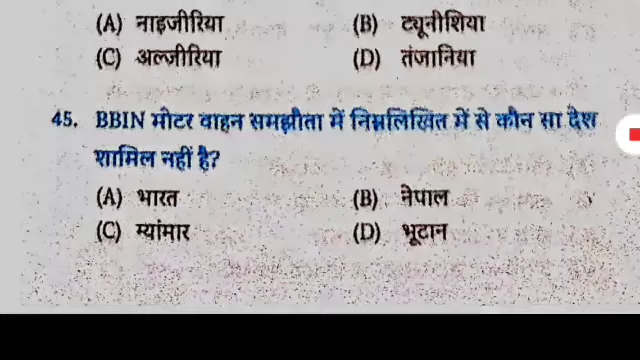 (A) नाइजीरिया (B) ट्यूनीशिया
(C) अल्जीरिया (D) तंजानिया
45. BBIN मोटर वाहन समझौता में निम्नलिखित में से कौन सा देश
शामिल नहीं है?
(A) भारत (B) नेपाल
(C) म्यांमार (D) भूटान